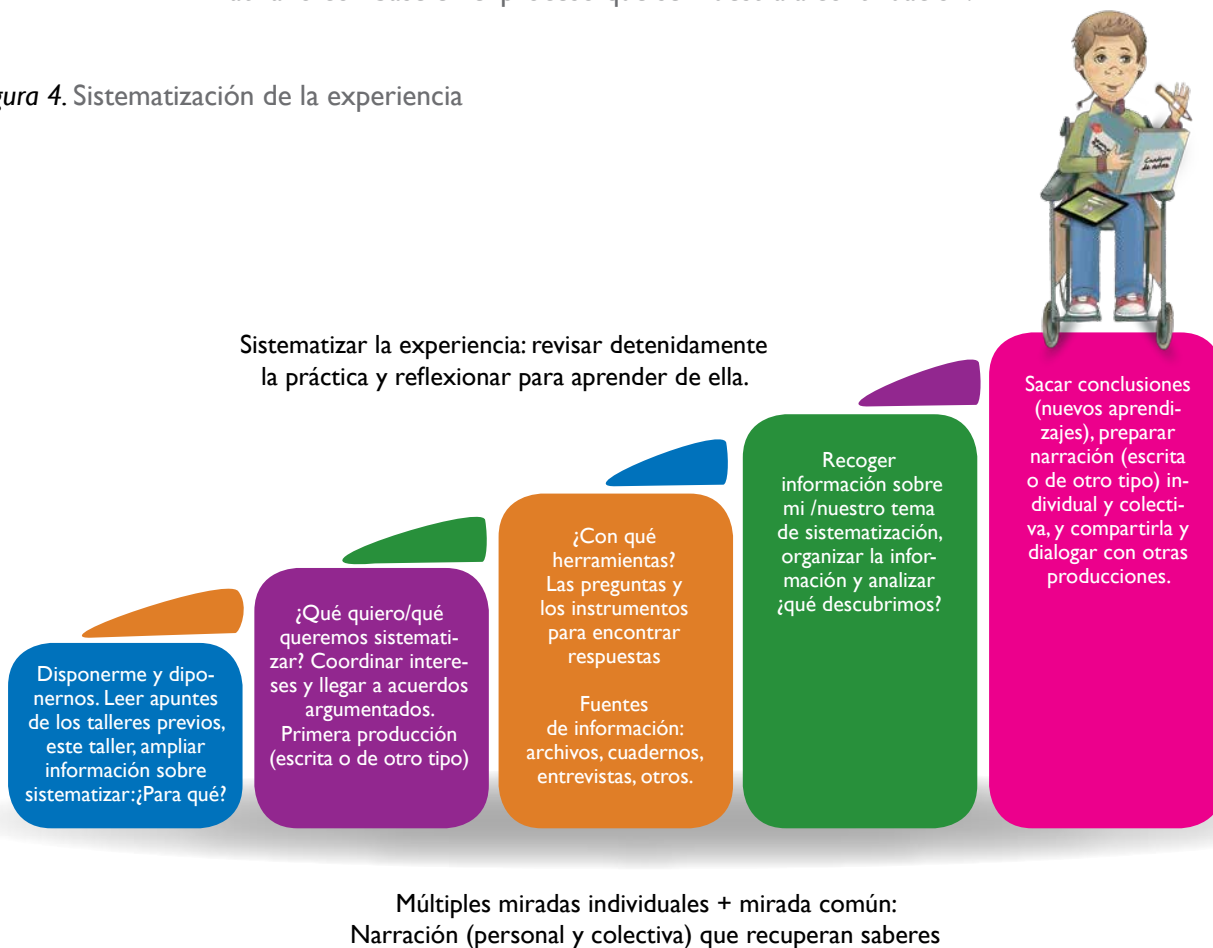 Figura 4. Sistematización de la experiencia
Cuaderno
de notas
Sistematizar la experiencia: revisar detenidamente
la práctica y reflexionar para aprender de ella.
Disponerme y dipo-
nernos. Leer apuntes
de los talleres previos,
este taller, ampliar
información sobre
sistematizar:¿Para qué?
¿Qué quiero/qué
queremos sistemati-
zar? Coordinar intere-
ses y llegar a acuerdos
argumentados.
Primera producción
(escrita o de otro tipo)
¿Con qué
herramientas?
Las preguntas y
los instrumentos
para encontrar
respuestas
Fuentes
de información:
archivos, cuadernos,
entrevistas, otros.
Recoger
información sobre
mi /nuestro tema
de sistematización,
organizar la infor-
mación y analizar
¿qué descubrimos?
Sacar conclusiones
(nuevos aprendi-
zajes), preparar
narración (escrita
o de otro tipo) in-
dividual y colecti-
va, y compartirla y
dialogar con otras
producciones.
Múltiples miradas individuales + mirada común:
Narración (personal y colectiva) que recuperan saberes